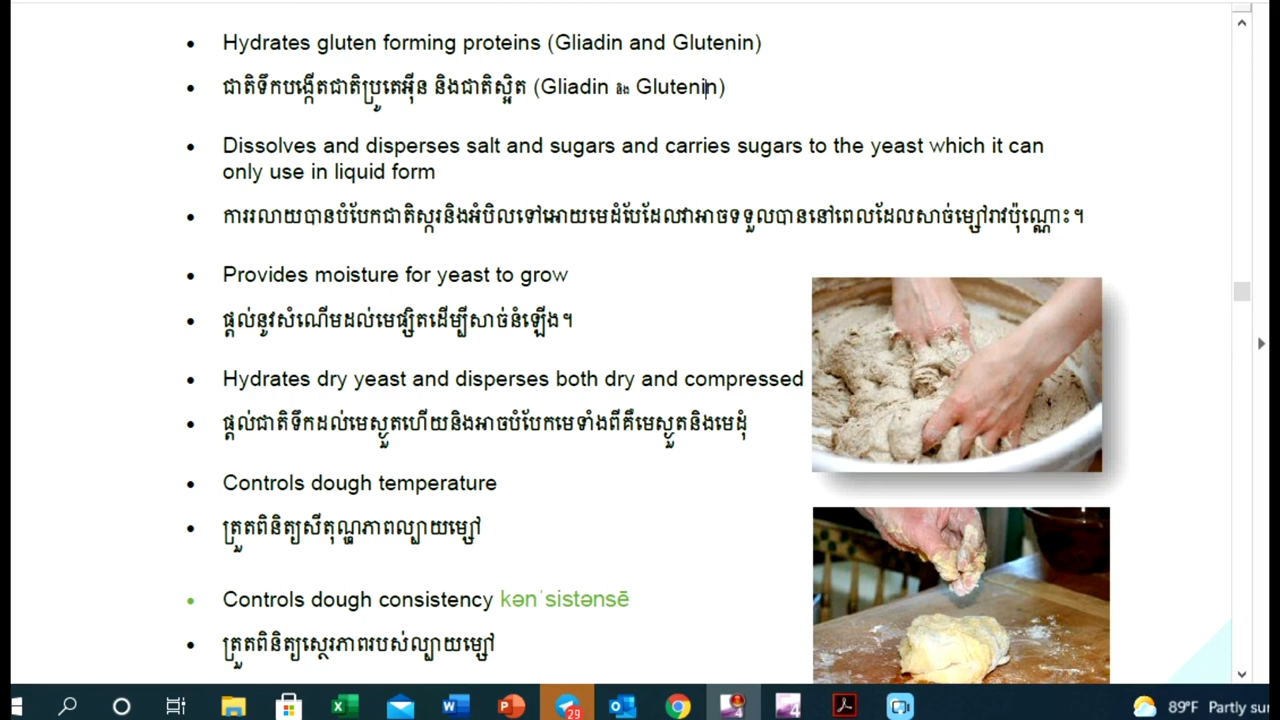 Hydrates gluten forming proteins (Gliadin and Glutenin)
ជាតិទឹកបង្កើតជាតិប្រូតេអ៊ីន និងជាតិស្អិត (Gliadin និង Glutenin)
Dissolves and disperses salt and sugars and carries sugars to the yeast which it can
only use in liquid form
ការរលាយបានបំបែកជាតិស្ករនិងអំបិលទៅអោយមេដំបែដែលវាអាចទទួលបាននៅពេលដែលសាច់ម្សៅរាវប៉ុណ្ណោះ។
Provides moisture for yeast to grow
ផ្តល់នូវសំណើមដល់មេផ្សិតដើម្បីសាច់នំឡើង។
Hydrates dry yeast and disperses both dry and compressed
ផ្តល់ជាតិទឹកដល់មេស្ងួតហើយនិងអាចបំបែកមេទាំងពីគឺមេស្ងួតនិងមេដុំ
Controls dough temperature
ត្រួតពិនិត្យសីតុណ្ហភាពល្បាយម្សៅ
Controls dough consistency kənˈsistənsē
ត្រួតពិនិត្យស្ថេរភាពរបស់ល្បាយម្សៅ
29
4
4
89°F Partly sur